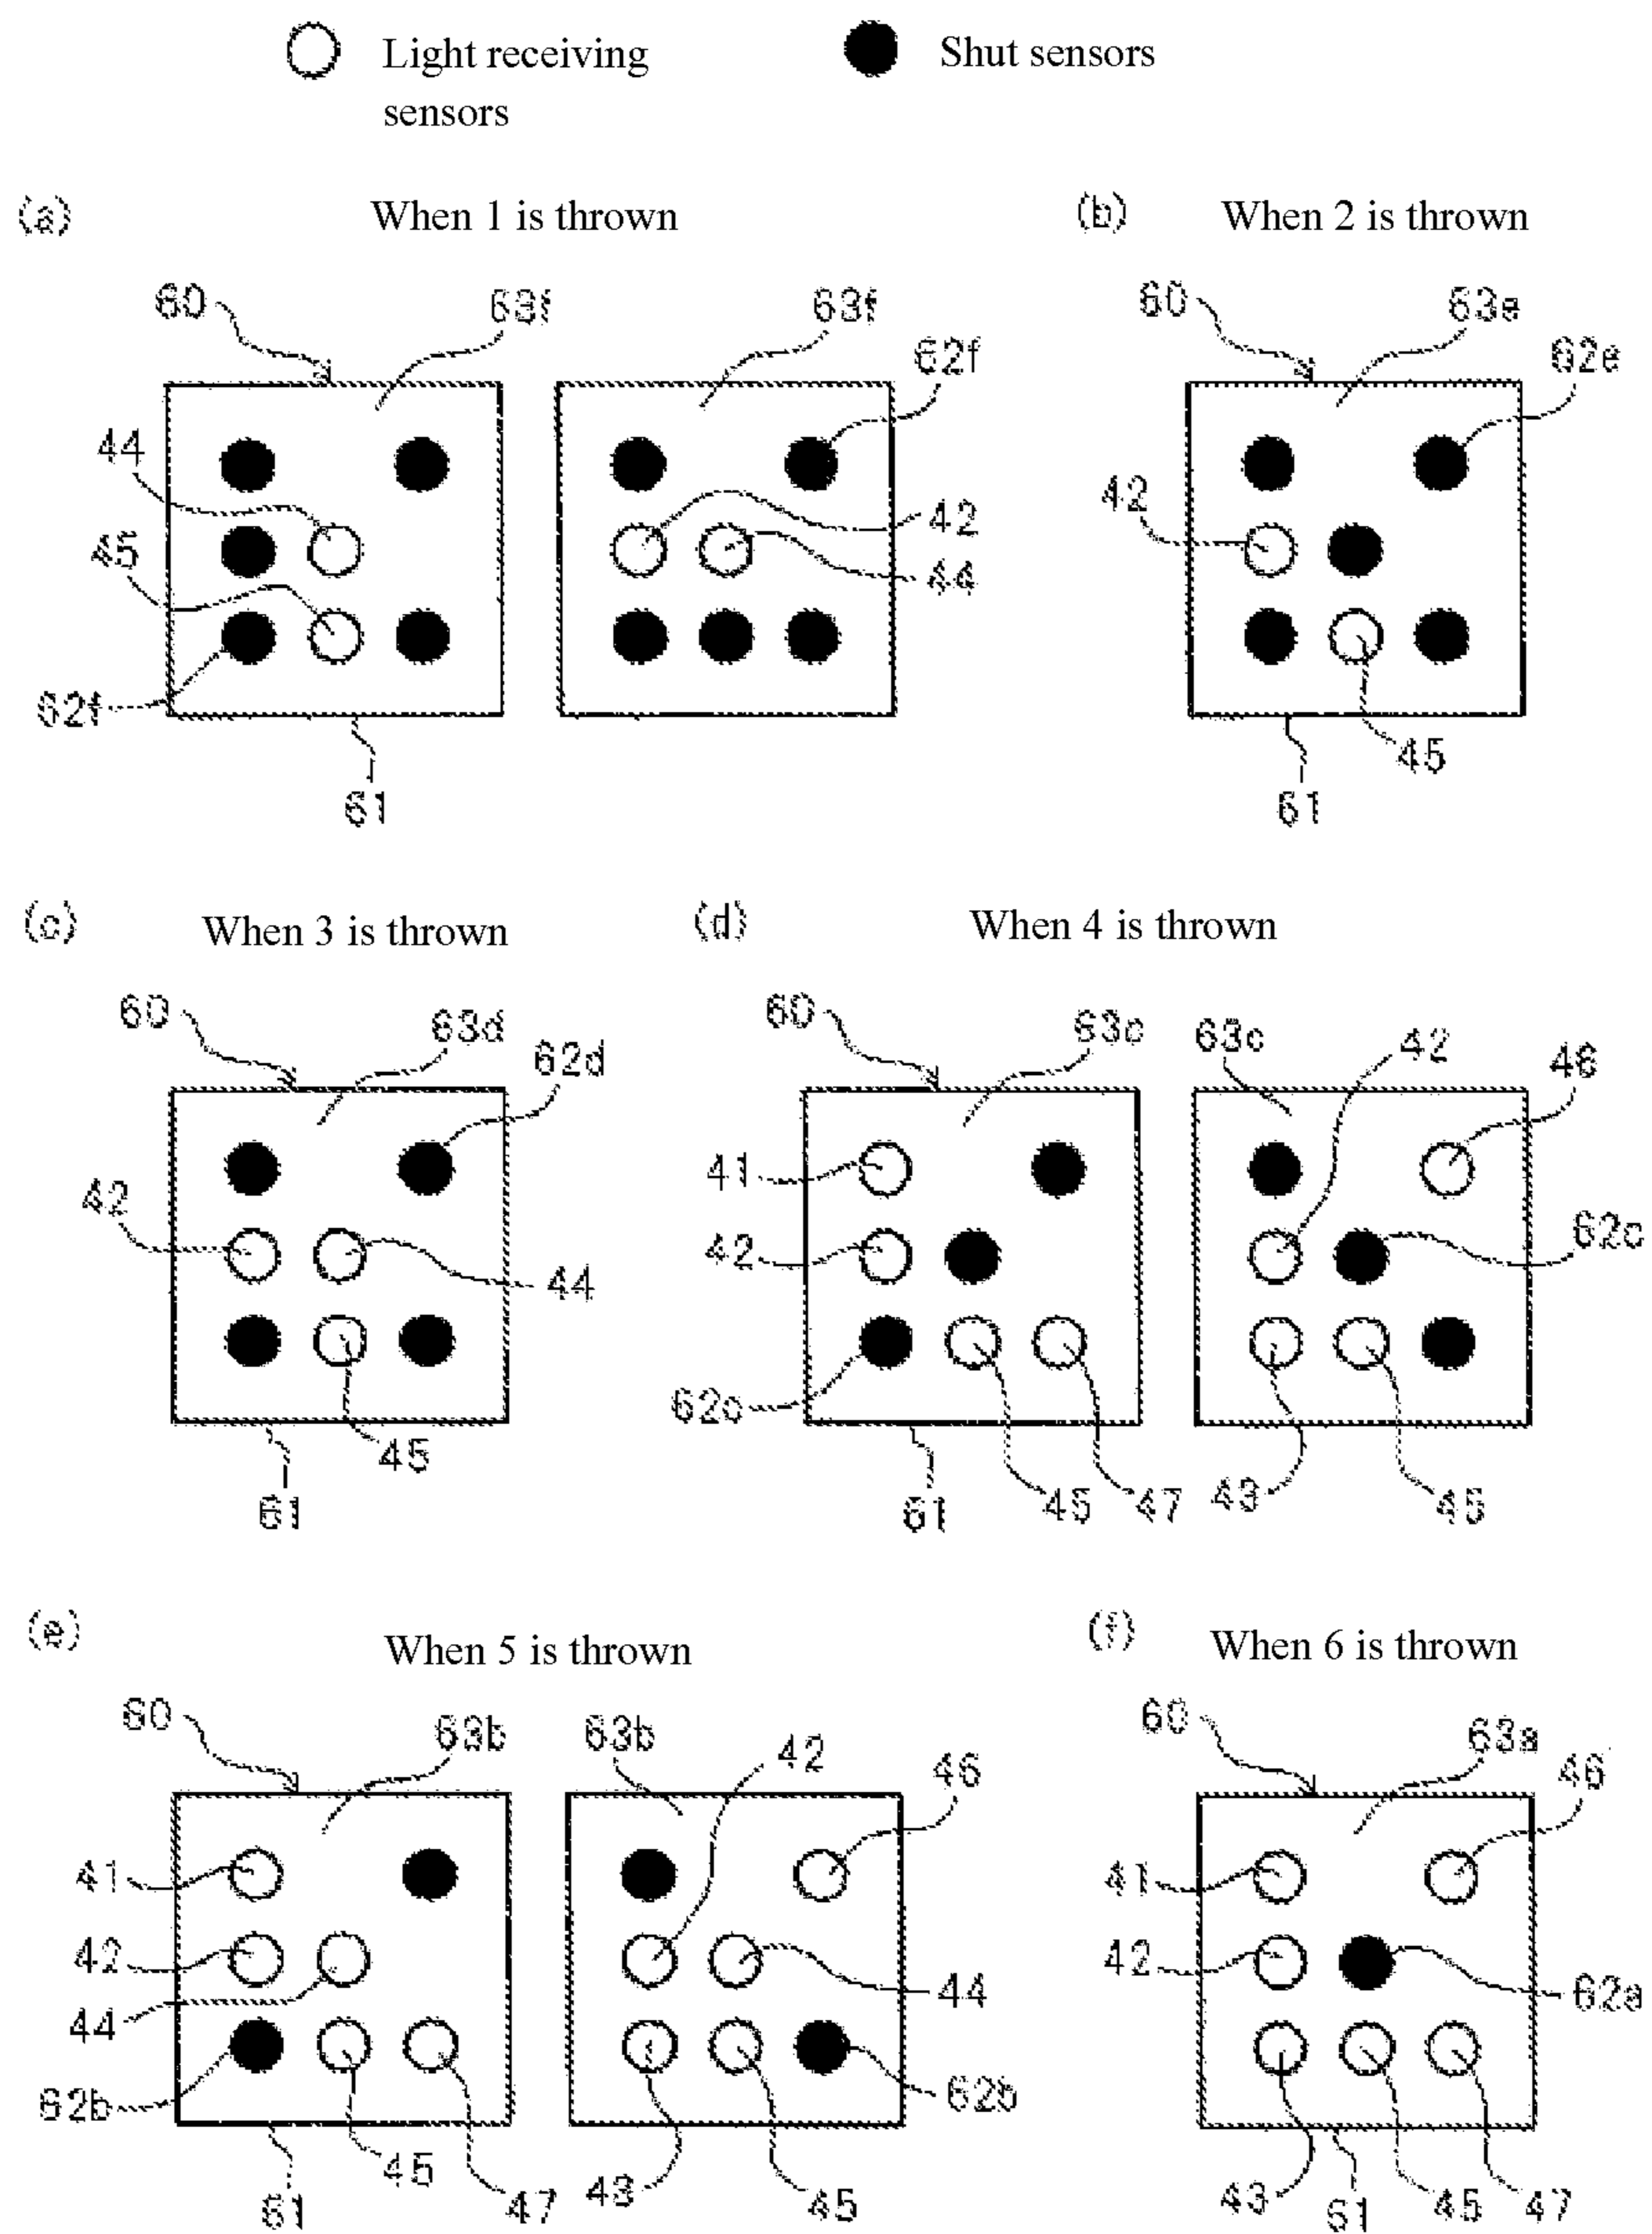 Light receiving
sensors
Shut sensors
(a) When 1 is thrown
(b) When 2 is thrown
60 63f 63f 62f
44 45 62f 61
42 44
60 63e 62e
42 45 61
(c) When 3 is thrown
(d) When 4 is thrown
60 63d 62d
42 44 45 61
60 63c 63c 42 46
41 42 62c
62c 61 45 47 43 45
(e) When 5 is thrown
(f) When 6 is thrown
60 63b 63b 42 46
41 42 44 44
62b 61 45 47 43 45 62b
60 63a 46
41 42 62a
43 61 45 47